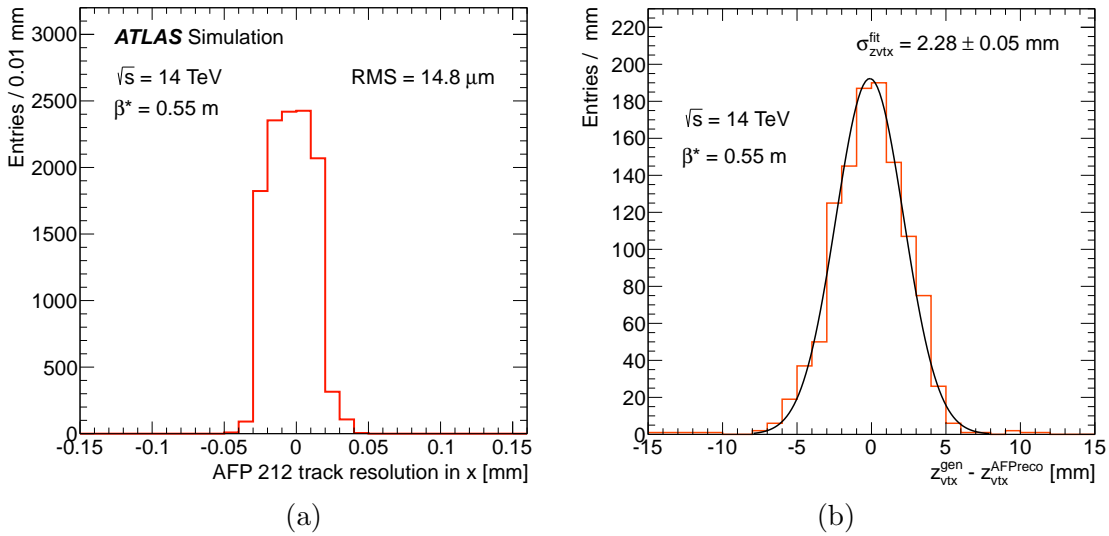 Entries / 0.01 mm
3000
2500
2000
1500
1000
500
0
ATLAS Simulation
√s = 14 TeV
β* = 0.55 m
RMS = 14.8 μm
-0.15 -0.1 -0.05 0 0.05 0.1 0.15
AFP 212 track resolution in x [mm]
(a)
Entries / mm
220
200
180
160
140
120
100
80
60
40
20
0
σ^fit_zvtx = 2.28 ± 0.05 mm
√s = 14 TeV
β* = 0.55 m
-15 -10 -5 0 5 10 15
z^gen_vtx - z^AFPreco_vtx [mm]
(b)